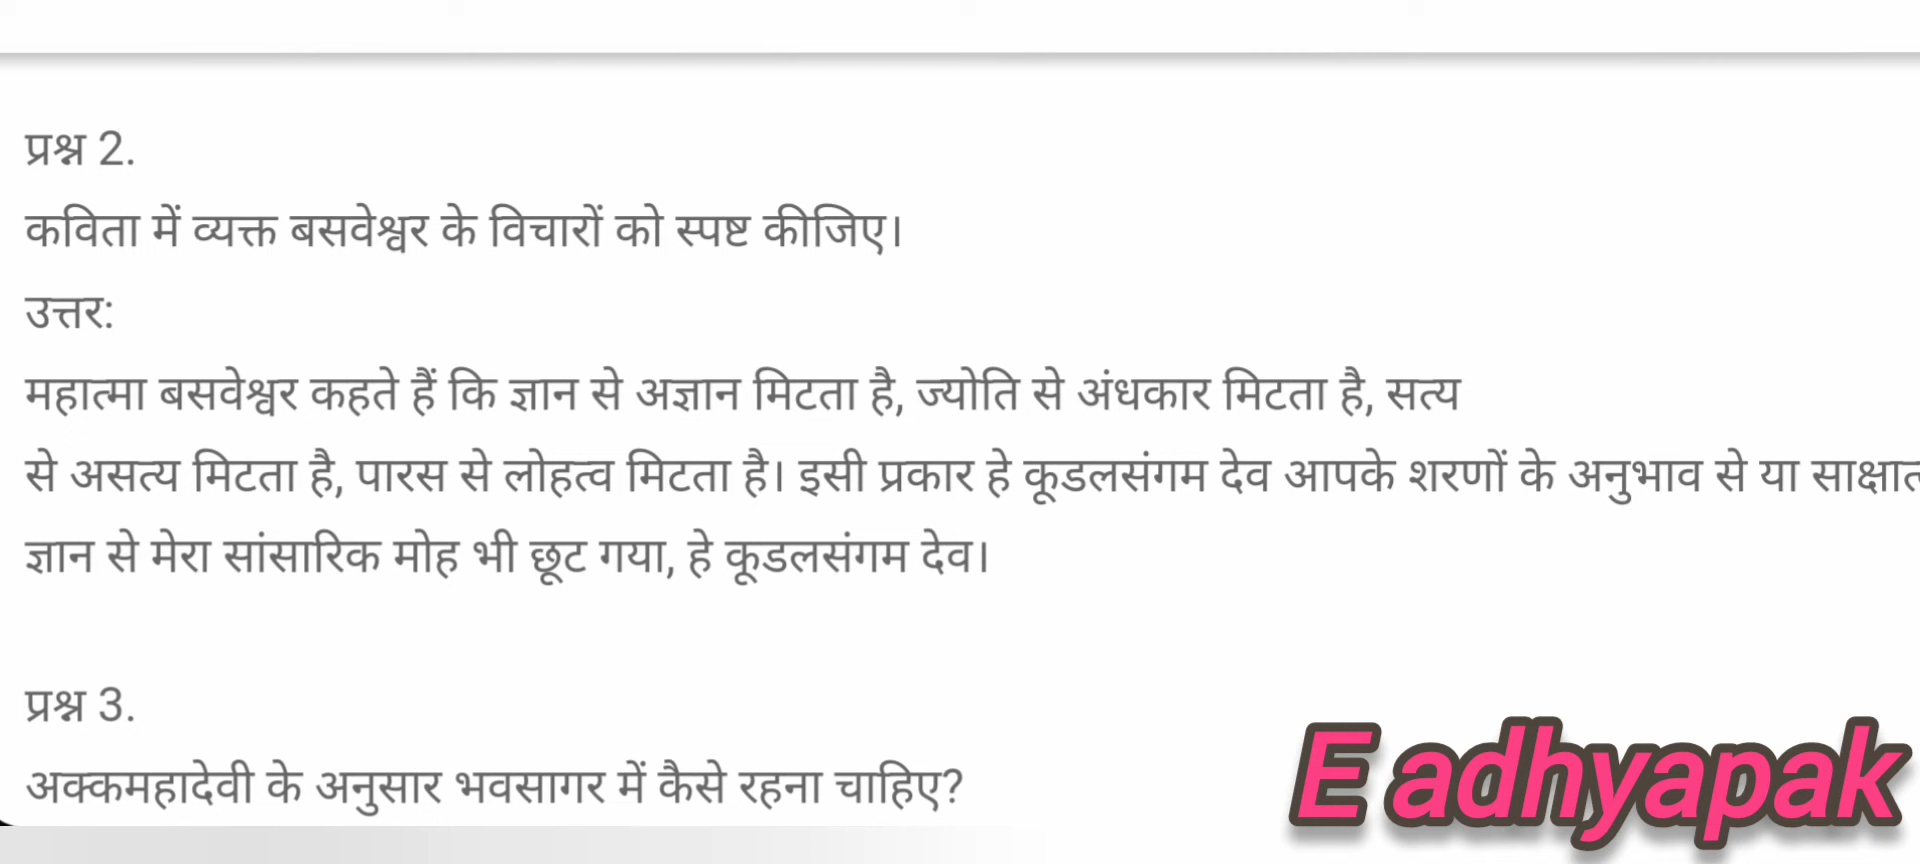 प्रश्न 2.
कविता में व्यक्त बसवेश्वर के विचारों को स्पष्ट कीजिए।
उत्तर:
महात्मा बसवेश्वर कहते हैं कि ज्ञान से अज्ञान मिटता है, ज्योति से अंधकार मिटता है, सत्य
से असत्य मिटता है, पारस से लोहत्व मिटता है। इसी प्रकार हे कूडलसंगम देव आपके शरणों के अनुभाव से या
ज्ञान से मेरा सांसारिक मोह भी छूट गया, हे कूडलसंगम देव।
प्रश्न 3.
अक्कमहादेवी के अनुसार भवसागर में कैसे रहना चाहिए?
E adhyapak